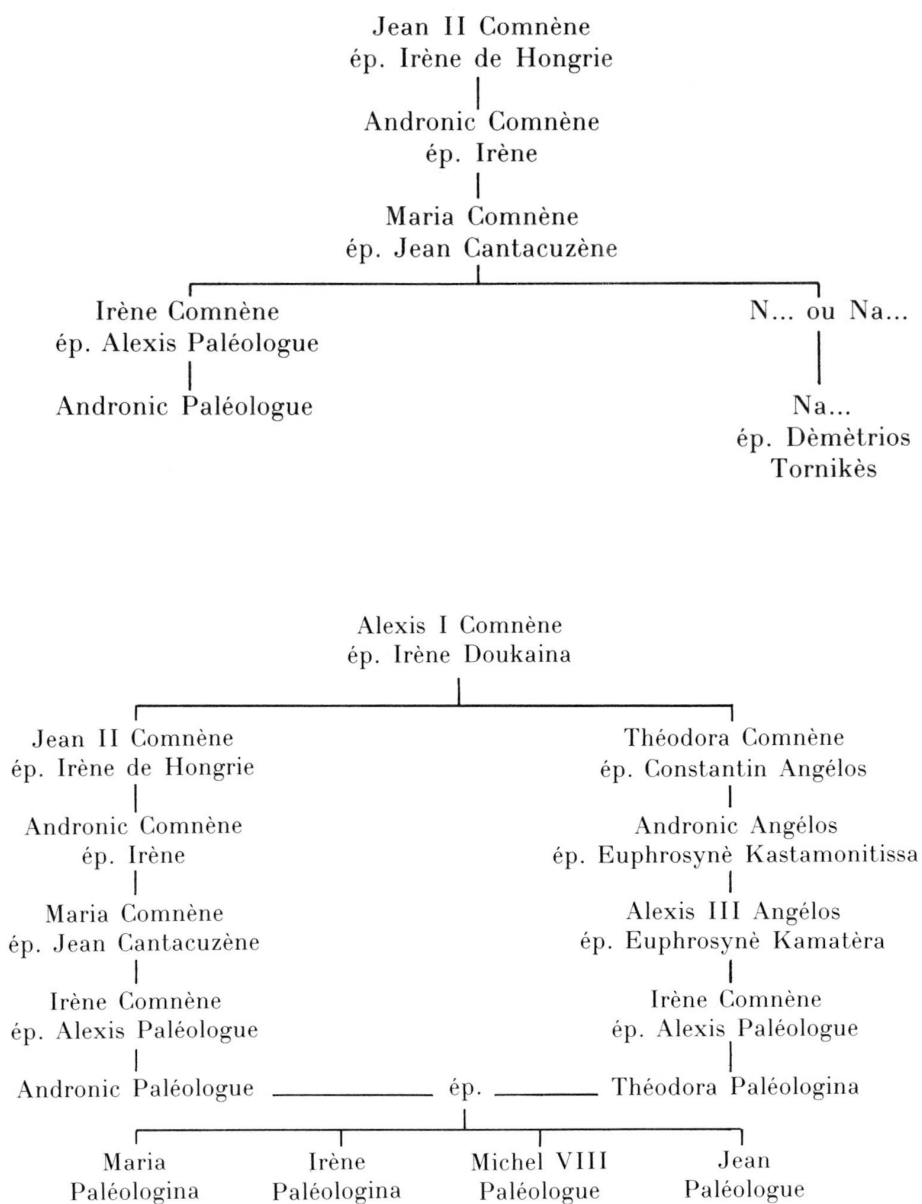 Jean II Comnène
ép. Irène de Hongrie
Andronic Comnène
ép. Irène
Maria Comnène
ép. Jean Cantacuzène
Irène Comnène
ép. Alexis Paléologue
Andronic Paléologue
N... ou Na...
Na...
ép. Dèmètrios
Tornikès
Alexis I Comnène
ép. Irène Doukaina
Jean II Comnène
ép. Irène de Hongrie
Andronic Comnène
ép. Irène
Maria Comnène
ép. Jean Cantacuzène
Irène Comnène
ép. Alexis Paléologue
Théodora Comnène
ép. Constantin Angélos
Andronic Angélos
ép. Euphrosynè Kastamonitissa
Alexis III Angélos
ép. Euphrosynè Kamatèra
Irène Comnène
ép. Alexis Paléologue
Andronic Paléologue ép. Théodora Paléologina
Maria
Paléologina
Irène
Paléologina
Michel VIII
Paléologue
Jean
Paléologue